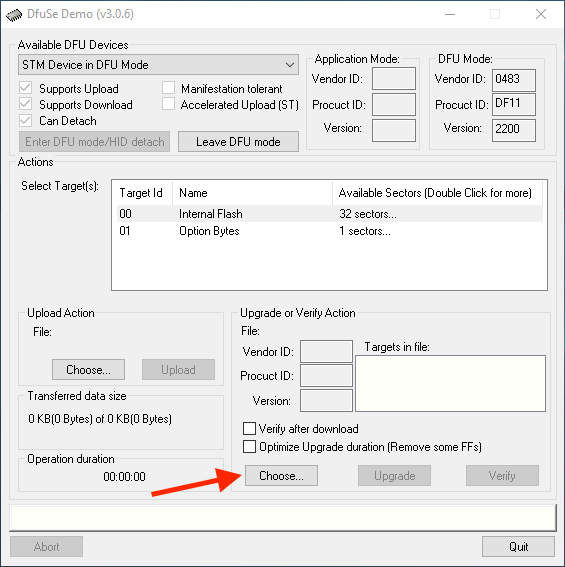 DfuSe Demo (v3.0.6)
Available DFU Devices
STM Device in DFU Mode
Supports Upload
Manifestation tolerant
Supports Download
Accelerated Upload (ST)
Can Detach
Enter DFU mode/HID detach
Leave DFU mode
Application Mode:
Vendor ID:
Procuct ID:
Version:
DFU Mode:
Vendor ID: 0483
Procuct ID: DF11
Version: 2200
Actions
Select Target(s):
Target Id Name Available Sectors (Double Click for more)
00 Internal Flash 32 sectors...
01 Option Bytes 1 sectors...
Upload Action
File:
Choose...
Upload
Transferred data size
0 KB(0 Bytes) of 0 KB(0 Bytes)
Operation duration
00:00:00
Upgrade or Verify Action
File:
Vendor ID:
Procuct ID:
Version:
Targets in file:
Verify after download
Optimize Upgrade duration (Remove some FFs)
Choose...
Upgrade
Verify
Abort
Quit